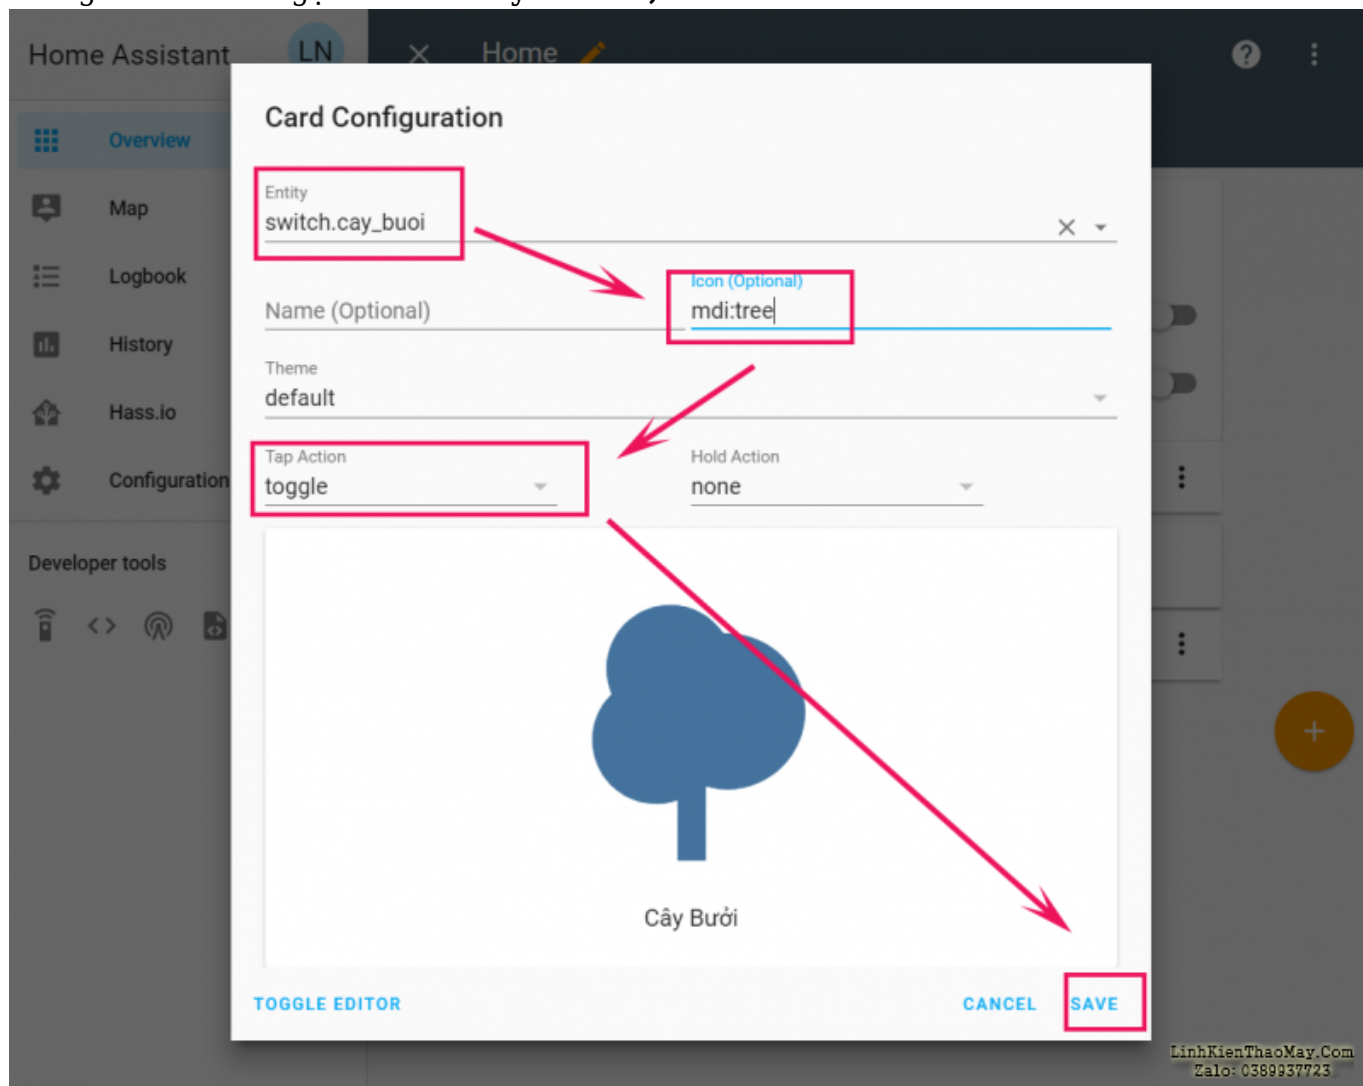 Home Assistant
LN
Home
Overview
Map
Logbook
History
Hass.io
Configuration
Developer tools
Card Configuration
Entity
switch.cay_buoi
Name (Optional)
Icon (Optional)
mdi:tree
Theme
default
Tap Action
toggle
Hold Action
none
Cây Bưởi
TOGGLE EDITOR
CANCEL
SAVE
LinhKienThaoMay.Com
Zalo: 0389937723